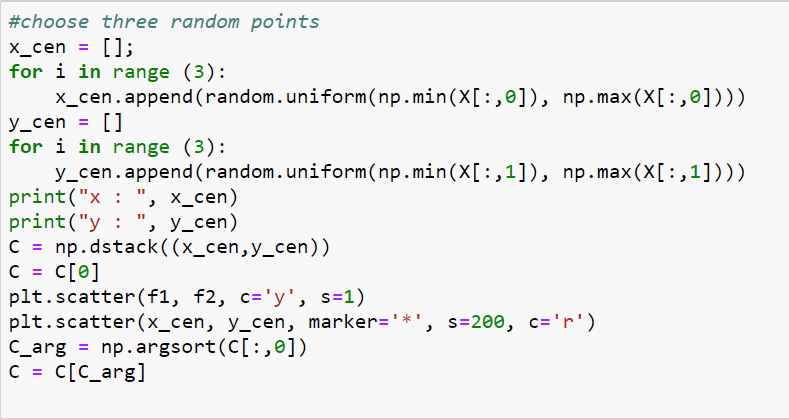 #choose three random points
x_cen = [];
for i in range (3):
    x_cen.append(random.uniform(np.min(X[:,0]), np.max(X[:,0])))
y_cen = []
for i in range (3):
    y_cen.append(random.uniform(np.min(X[:,1]), np.max(X[:,1])))
print("x : ", x_cen)
print("y : ", y_cen)
C = np.dstack((x_cen,y_cen))
C = C[0]
plt.scatter(f1, f2, c='y', s=1)
plt.scatter(x_cen, y_cen, marker='*', s=200, c='r')
C_arg = np.argsort(C[:,0])
C = C[C_arg]